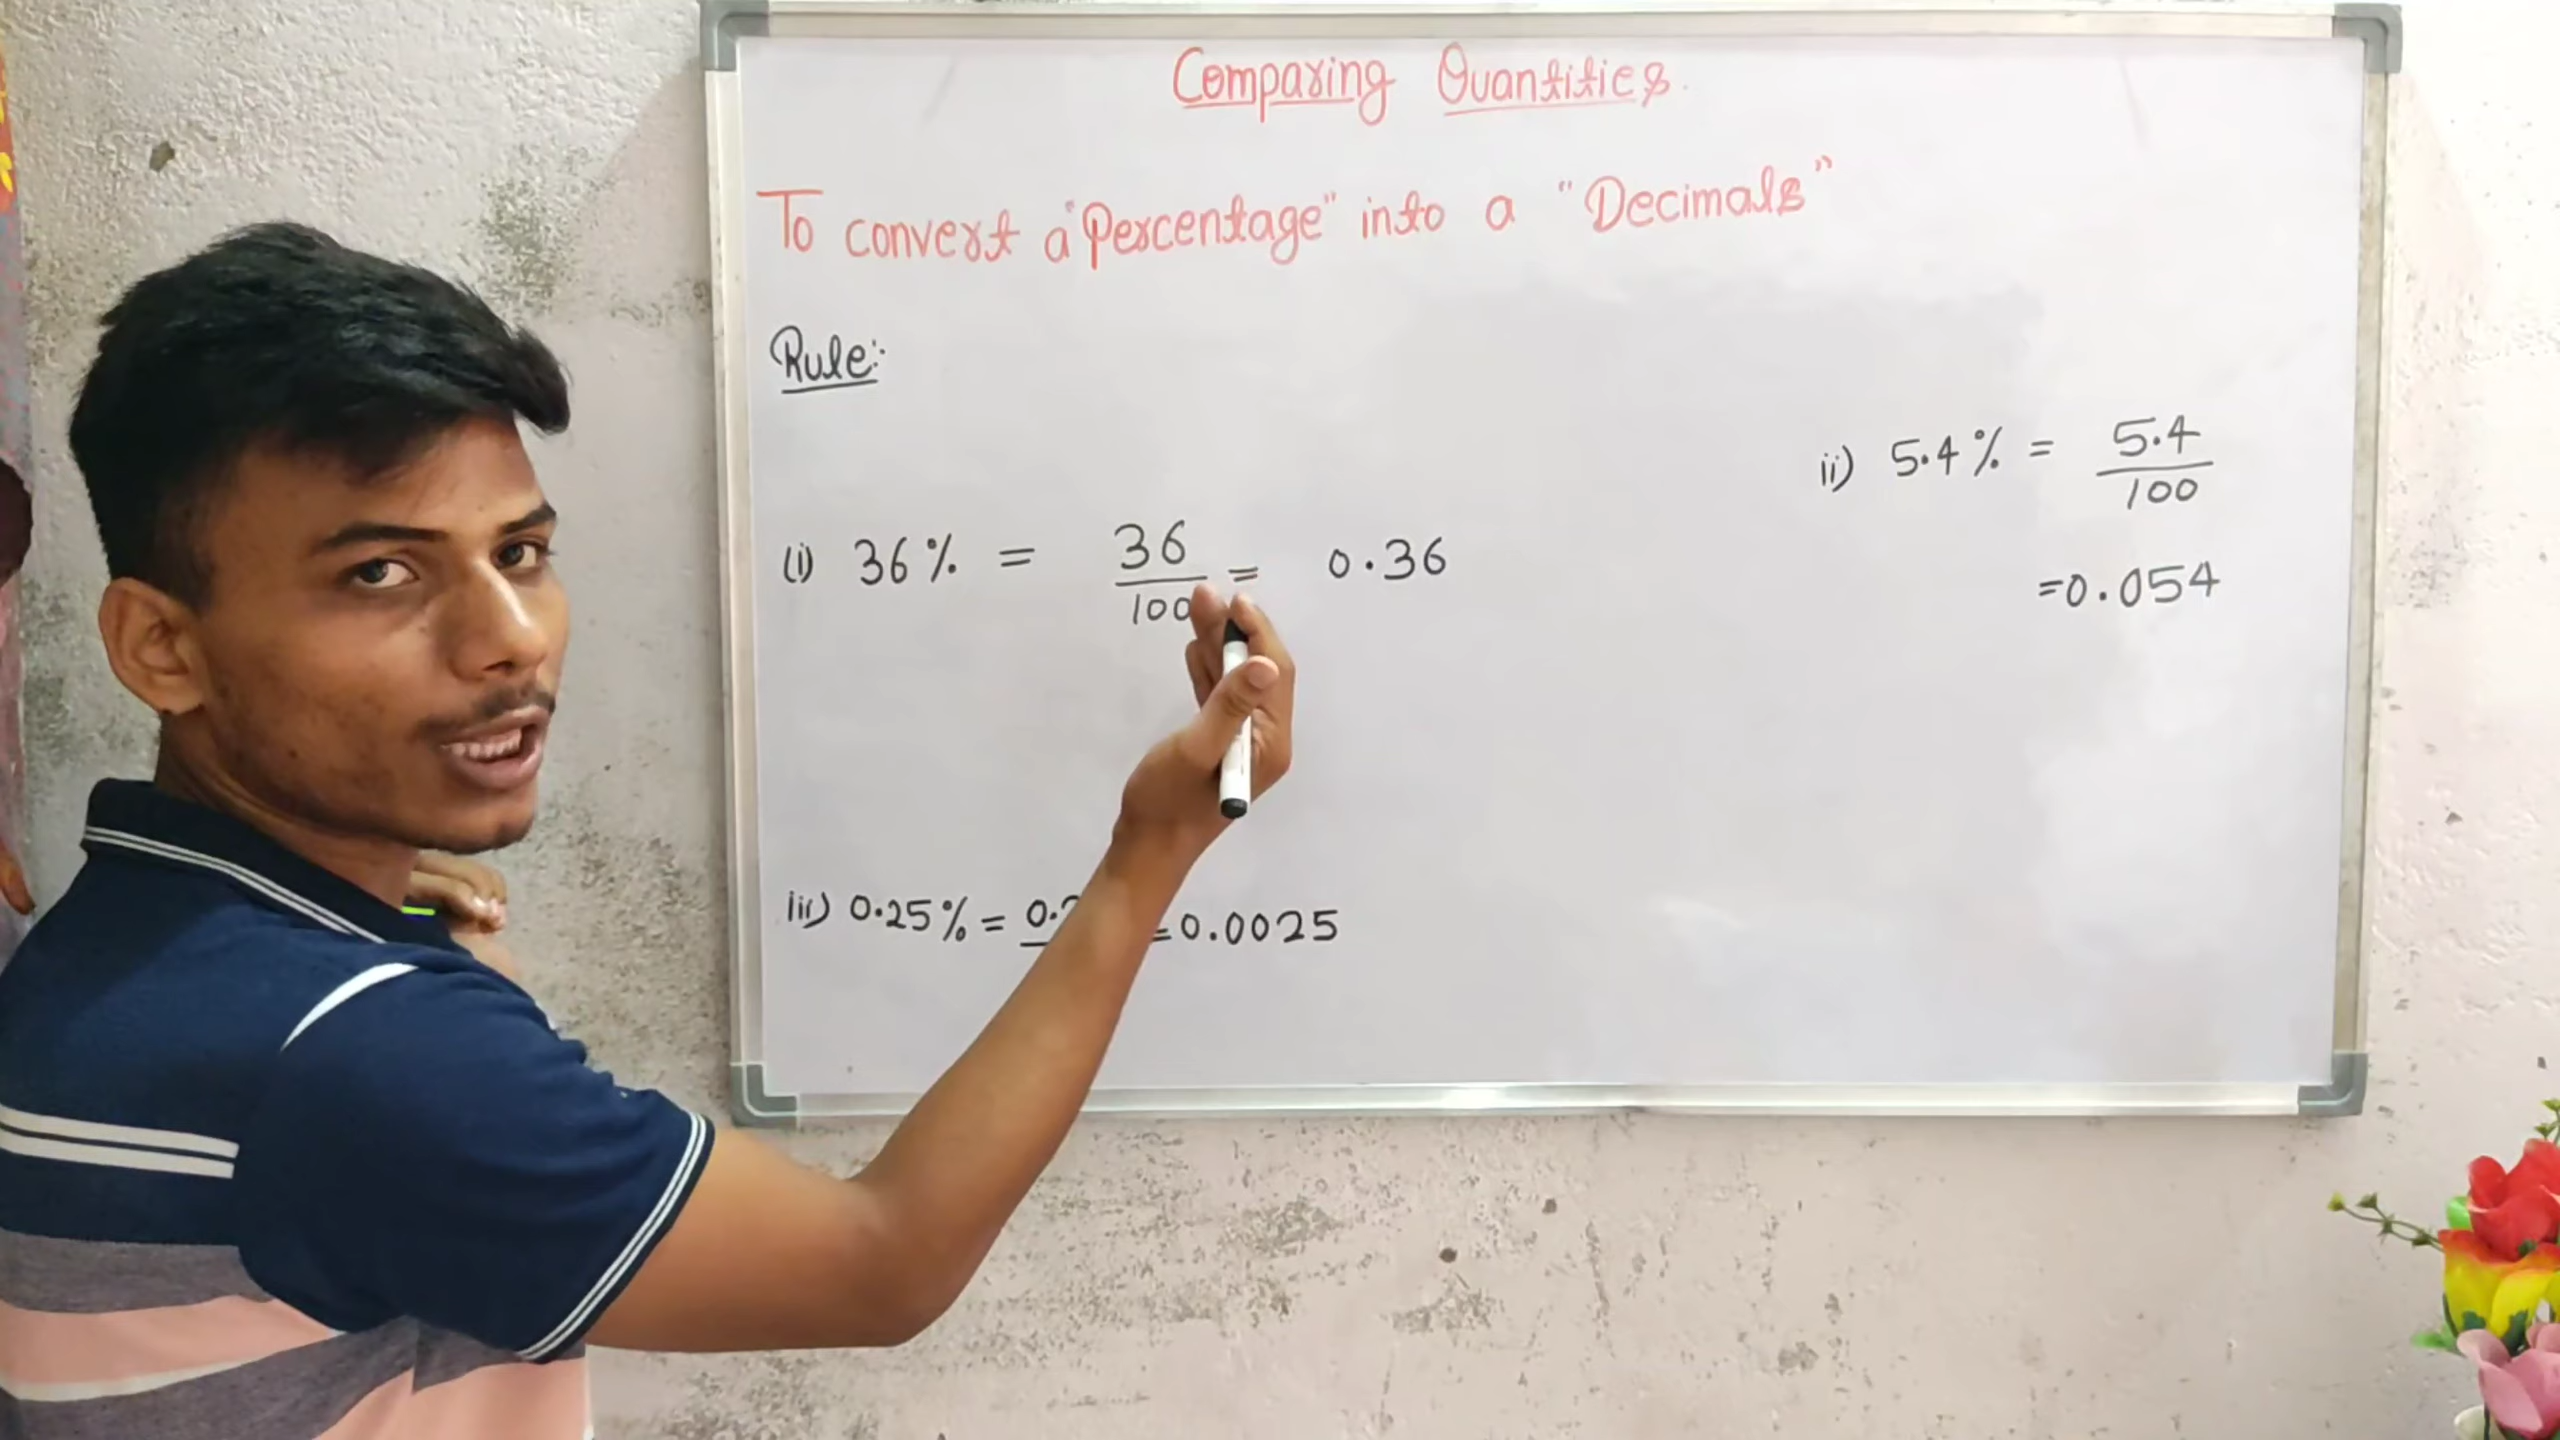 Comparing Quantities.
To convert a "Percentage" into a "Decimals"
Rule:
(i) 36% = 36/100 = 0.36
ii) 5.4% = 5.4/100
=0.054
iii) 0.25% = 0. =0.0025